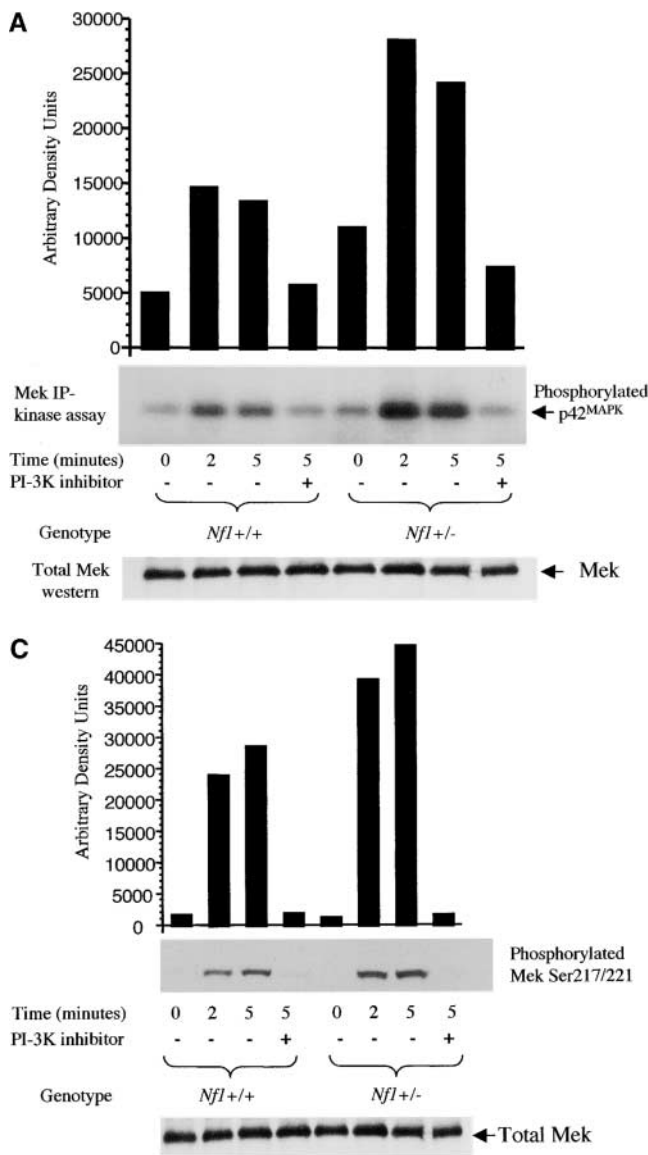 A
Arbitrary Density Units
30000
25000
20000
15000
10000
5000
0
Mek IP-
kinase assay
Phosphorylated
p42MAPK
Time (minutes) 0 2 5 5 0 2 5 5
PI-3K inhibitor - - - + - - - +
Genotype Nf1+/+ Nf1+/-
Total Mek
western
Mek
C
Arbitrary Density Units
45000
40000
35000
30000
25000
20000
15000
10000
5000
0
Phosphorylated
Mek Ser217/221
Time (minutes) 0 2 5 5 0 2 5 5
PI-3K inhibitor - - - + - - - +
Genotype Nf1+/+ Nf1+/-
Total Mek